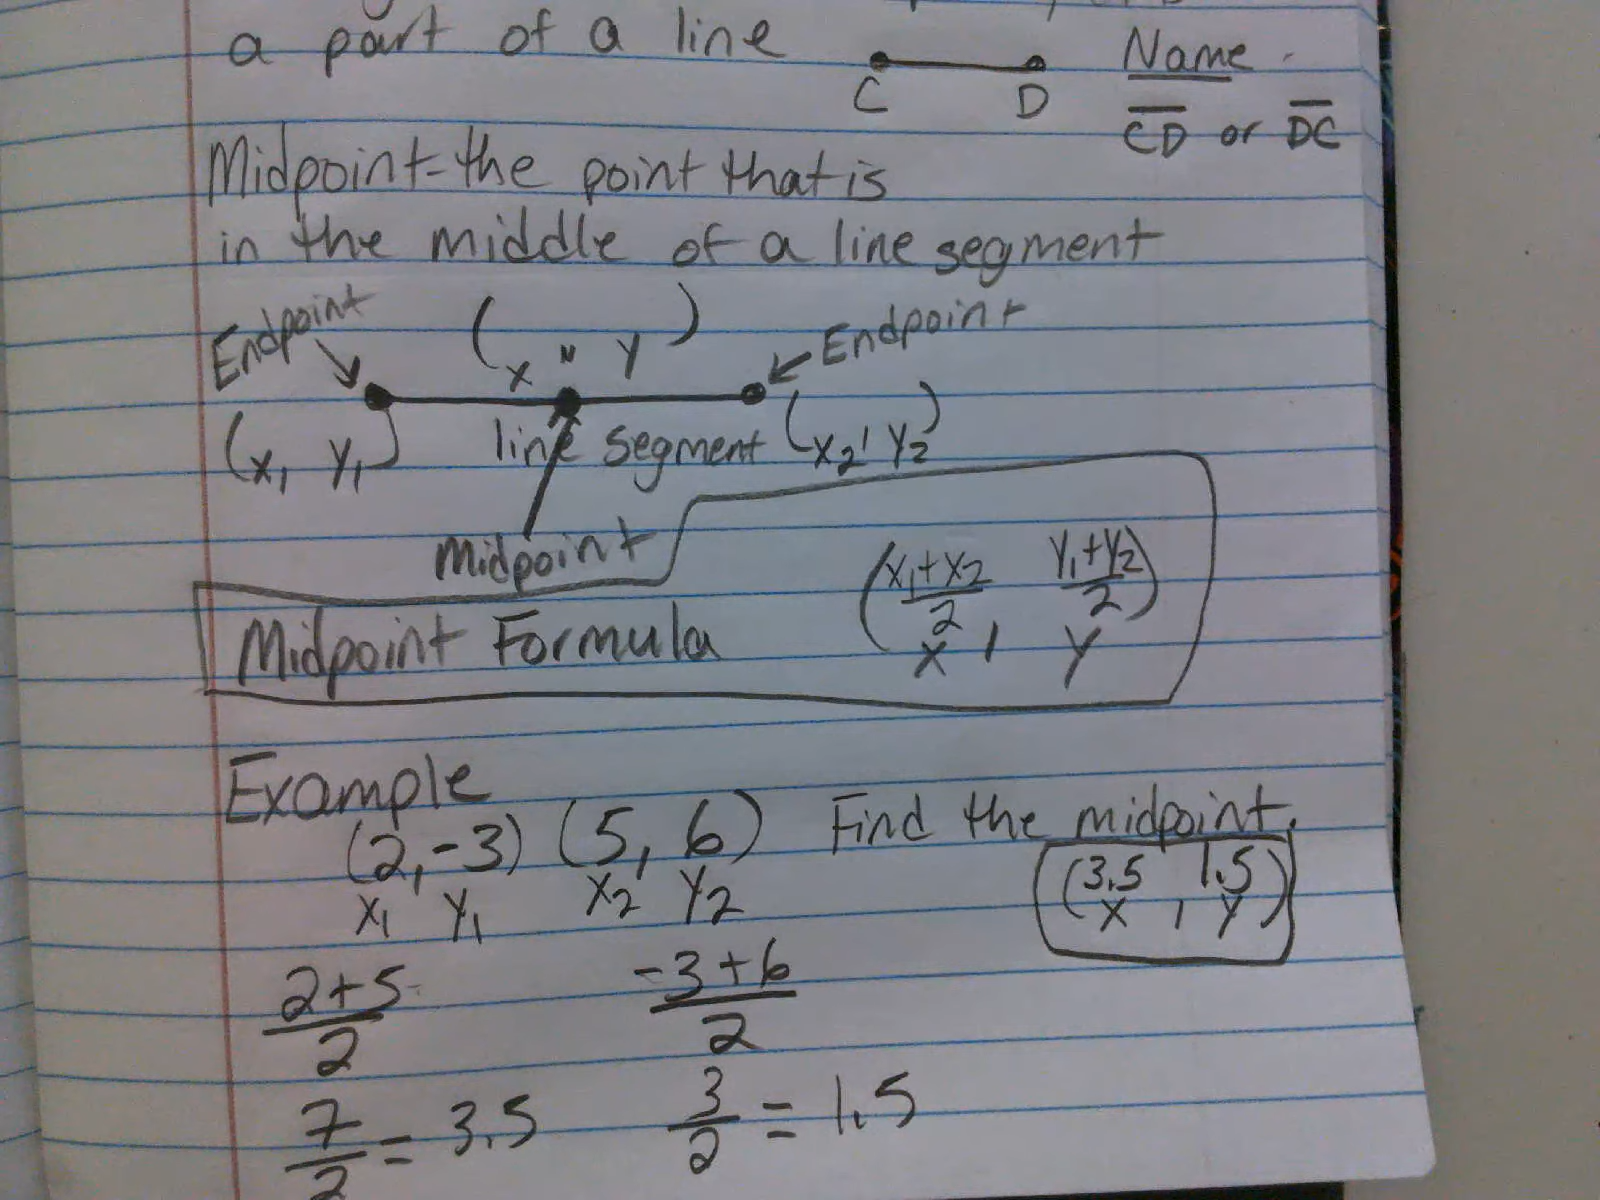 a part of a line
C D
Name
CD or DC
Midpoint-the point that is
in the middle of a line segment
Endpoint
( x , y )
Endpoint
(x₁ y₁)
line segment
(x₂, y₂)
Midpoint
Midpoint Formula
(x₁+x₂/2 y₁+y₂/2)
x , y
Example
(2,-3) (5, 6) Find the midpoint.
x₁ y₁ x₂ y₂
(3.5 1.5)
x , y
2+5/2 -3+6/2
7/2 = 3.5 3/2 = 1.5